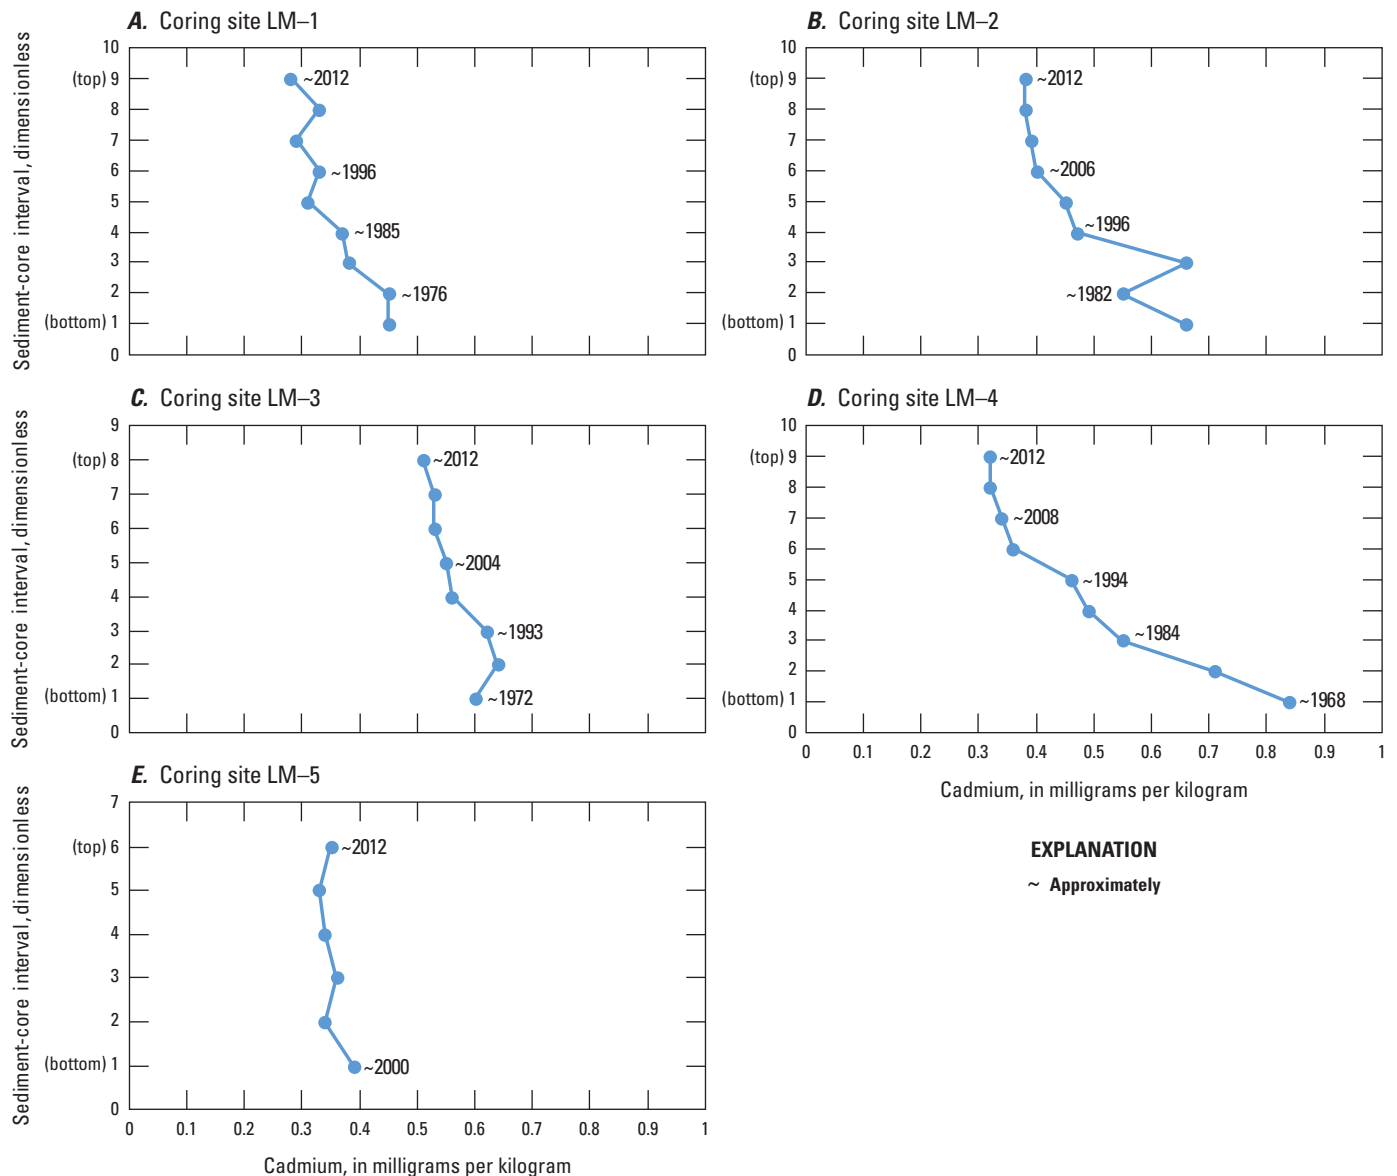 A. Coring site LM–1
Sediment-core interval, dimensionless
10
(top) 9
8
7
6
5
4
3
2
(bottom) 1
0
~2012
~1996
~1985
~1976
B. Coring site LM–2
10
(top) 9
8
7
6
5
4
3
2
(bottom) 1
0
~2012
~2006
~1996
~1982
C. Coring site LM–3
Sediment-core interval, dimensionless
9
(top) 8
7
6
5
4
3
2
(bottom) 1
0
~2012
~2004
~1993
~1972
D. Coring site LM–4
10
(top) 9
8
7
6
5
4
3
2
(bottom) 1
0
~2012
~2008
~1994
~1984
~1968
0 0.1 0.2 0.3 0.4 0.5 0.6 0.7 0.8 0.9 1
Cadmium, in milligrams per kilogram
E. Coring site LM–5
Sediment-core interval, dimensionless
7
(top) 6
5
4
3
2
(bottom) 1
0
~2012
~2000
0 0.1 0.2 0.3 0.4 0.5 0.6 0.7 0.8 0.9 1
Cadmium, in milligrams per kilogram
EXPLANATION
~ Approximately